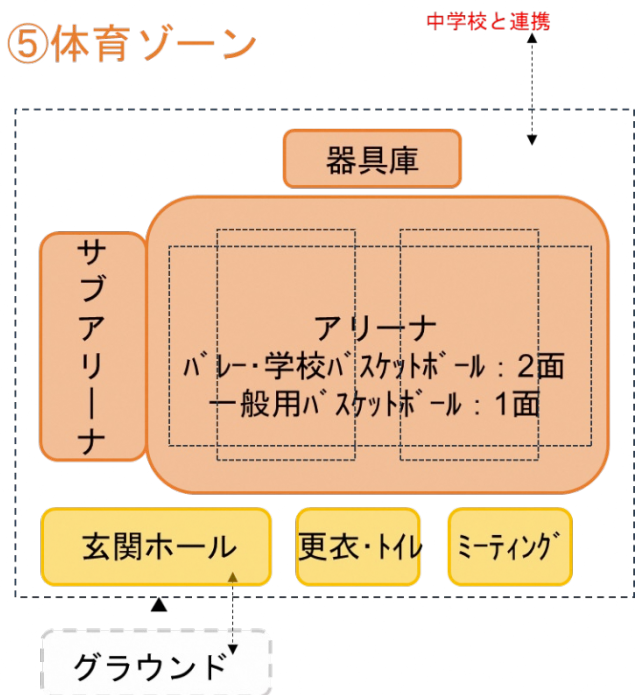 ⑤体育ゾーン
中学校と連携
器具庫
サブアリーナ
アリーナ
ﾊﾞﾚｰ・学校ﾊﾞｽｹｯﾄﾎﾞｰﾙ：2面
一般用ﾊﾞｽｹｯﾄﾎﾞｰﾙ：1面
玄関ホール
更衣・ﾄｲﾚ
ﾐｰﾃｨﾝｸﾞ
グラウンド